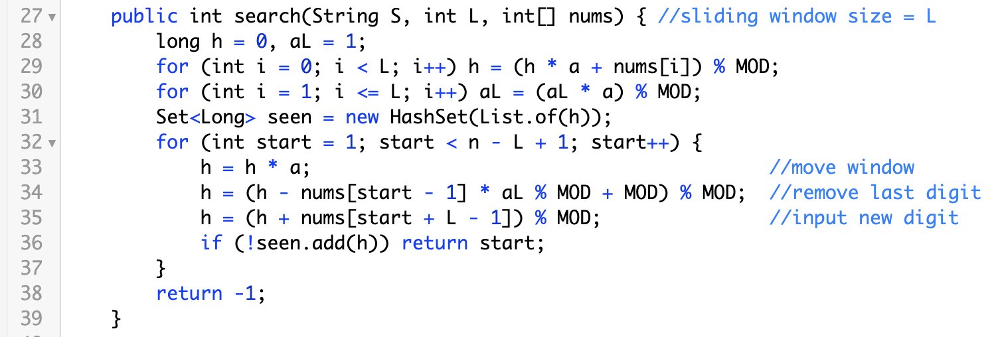 27 public int search(String S, int L, int[] nums) { //sliding window size = L
28 long h = 0, aL = 1;
29 for (int i = 0; i < L; i++) h = (h * a + nums[i]) % MOD;
30 for (int i = 1; i <= L; i++) aL = (aL * a) % MOD;
31 Set<Long> seen = new HashSet(List.of(h));
32 for (int start = 1; start < n - L + 1; start++) {
33 h = h * a; //move window
34 h = (h - nums[start - 1] * aL % MOD + MOD) % MOD; //remove last digit
35 h = (h + nums[start + L - 1]) % MOD; //input new digit
36 if (!seen.add(h)) return start;
37 }
38 return -1;
39 }